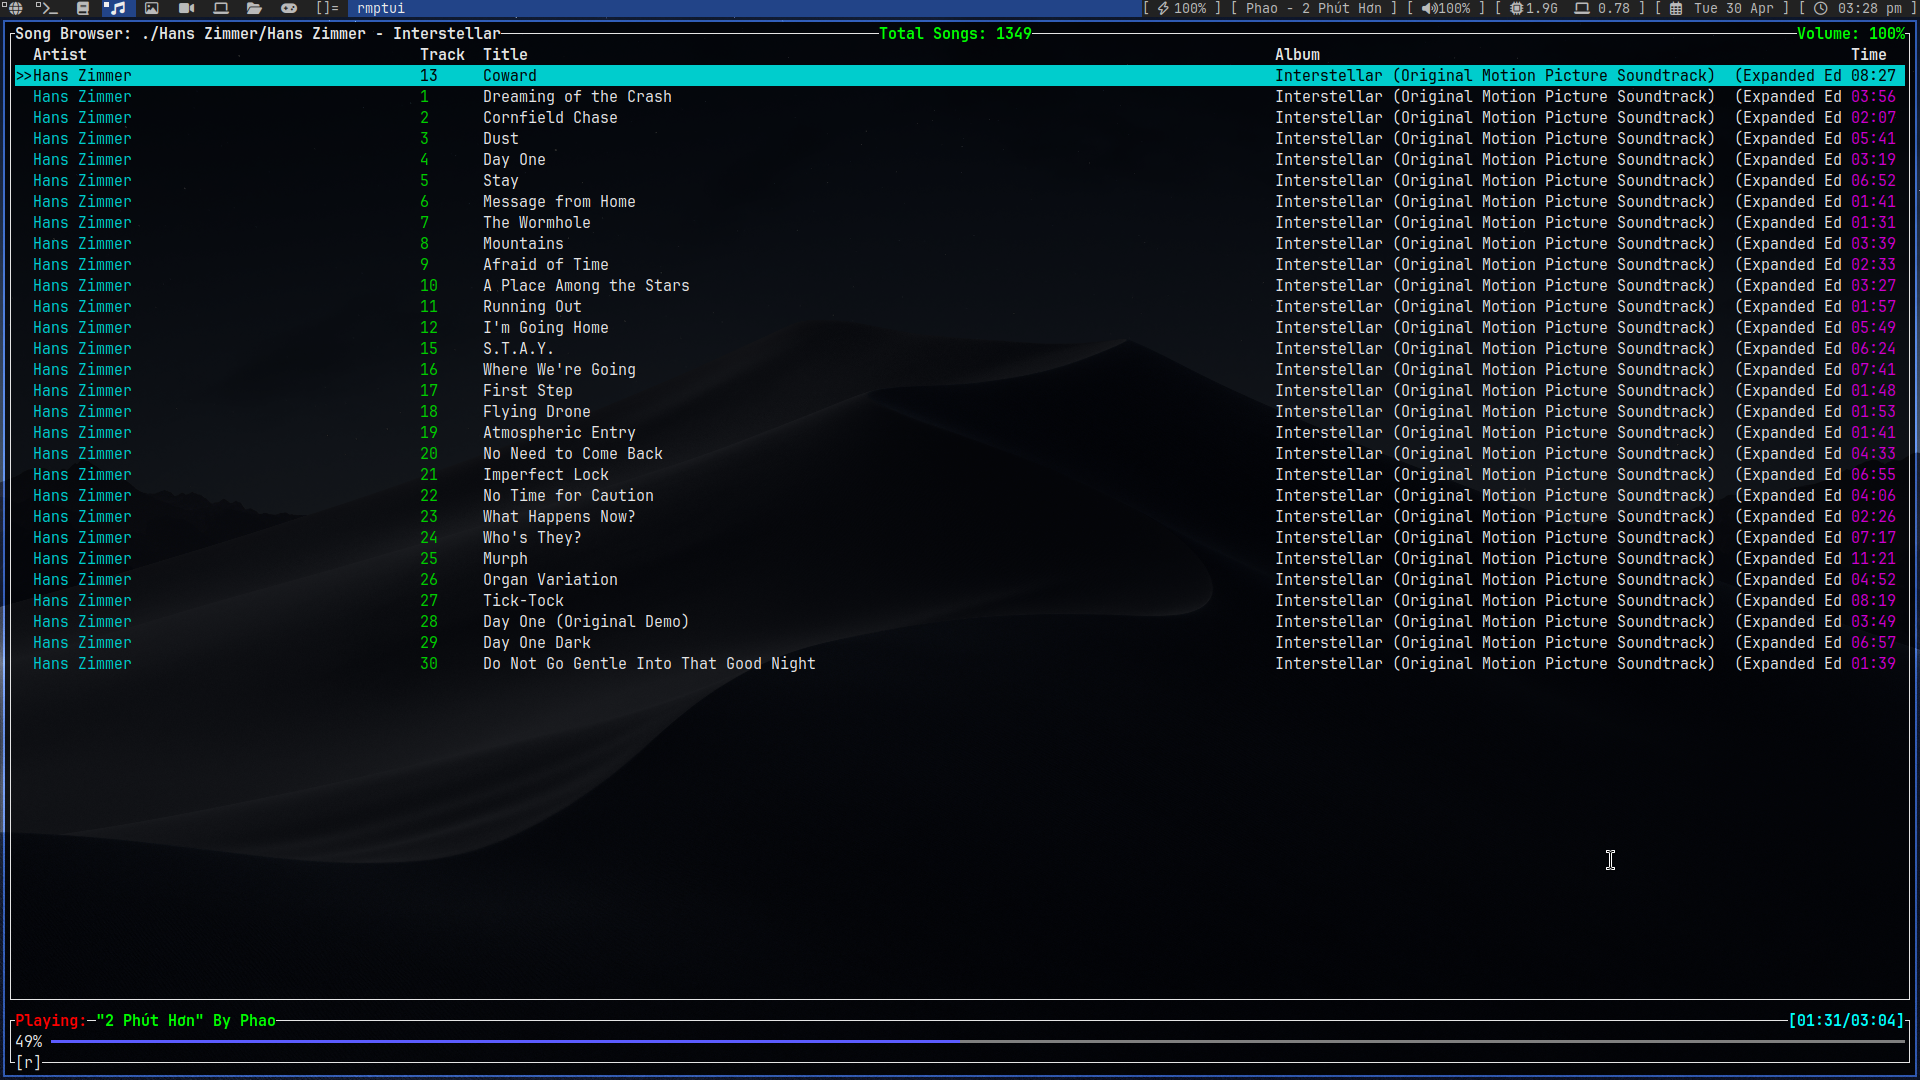 []= rmptui [ 100% ] [ Phao - 2 Phút Hơn ] [ 100% ] [ 1.9G 0.78 ] [ Tue 30 Apr ] [ 03:28 pm ]
Song Browser: ./Hans Zimmer/Hans Zimmer - Interstellar Total Songs: 1349 Volume: 100%
Artist Track Title Album Time
>>Hans Zimmer 13 Coward Interstellar (Original Motion Picture Soundtrack) (Expanded Ed 08:27
Hans Zimmer 1 Dreaming of the Crash Interstellar (Original Motion Picture Soundtrack) (Expanded Ed 03:56
Hans Zimmer 2 Cornfield Chase Interstellar (Original Motion Picture Soundtrack) (Expanded Ed 02:07
Hans Zimmer 3 Dust Interstellar (Original Motion Picture Soundtrack) (Expanded Ed 05:41
Hans Zimmer 4 Day One Interstellar (Original Motion Picture Soundtrack) (Expanded Ed 03:19
Hans Zimmer 5 Stay Interstellar (Original Motion Picture Soundtrack) (Expanded Ed 06:52
Hans Zimmer 6 Message from Home Interstellar (Original Motion Picture Soundtrack) (Expanded Ed 01:41
Hans Zimmer 7 The Wormhole Interstellar (Original Motion Picture Soundtrack) (Expanded Ed 01:31
Hans Zimmer 8 Mountains Interstellar (Original Motion Picture Soundtrack) (Expanded Ed 03:39
Hans Zimmer 9 Afraid of Time Interstellar (Original Motion Picture Soundtrack) (Expanded Ed 02:33
Hans Zimmer 10 A Place Among the Stars Interstellar (Original Motion Picture Soundtrack) (Expanded Ed 03:27
Hans Zimmer 11 Running Out Interstellar (Original Motion Picture Soundtrack) (Expanded Ed 01:57
Hans Zimmer 12 I'm Going Home Interstellar (Original Motion Picture Soundtrack) (Expanded Ed 05:49
Hans Zimmer 15 S.T.A.Y. Interstellar (Original Motion Picture Soundtrack) (Expanded Ed 06:24
Hans Zimmer 16 Where We're Going Interstellar (Original Motion Picture Soundtrack) (Expanded Ed 07:41
Hans Zimmer 17 First Step Interstellar (Original Motion Picture Soundtrack) (Expanded Ed 01:48
Hans Zimmer 18 Flying Drone Interstellar (Original Motion Picture Soundtrack) (Expanded Ed 01:53
Hans Zimmer 19 Atmospheric Entry Interstellar (Original Motion Picture Soundtrack) (Expanded Ed 01:41
Hans Zimmer 20 No Need to Come Back Interstellar (Original Motion Picture Soundtrack) (Expanded Ed 04:33
Hans Zimmer 21 Imperfect Lock Interstellar (Original Motion Picture Soundtrack) (Expanded Ed 06:55
Hans Zimmer 22 No Time for Caution Interstellar (Original Motion Picture Soundtrack) (Expanded Ed 04:06
Hans Zimmer 23 What Happens Now? Interstellar (Original Motion Picture Soundtrack) (Expanded Ed 02:26
Hans Zimmer 24 Who's They? Interstellar (Original Motion Picture Soundtrack) (Expanded Ed 07:17
Hans Zimmer 25 Murph Interstellar (Original Motion Picture Soundtrack) (Expanded Ed 11:21
Hans Zimmer 26 Organ Variation Interstellar (Original Motion Picture Soundtrack) (Expanded Ed 04:52
Hans Zimmer 27 Tick-Tock Interstellar (Original Motion Picture Soundtrack) (Expanded Ed 08:19
Hans Zimmer 28 Day One (Original Demo) Interstellar (Original Motion Picture Soundtrack) (Expanded Ed 03:49
Hans Zimmer 29 Day One Dark Interstellar (Original Motion Picture Soundtrack) (Expanded Ed 06:57
Hans Zimmer 30 Do Not Go Gentle Into That Good Night Interstellar (Original Motion Picture Soundtrack) (Expanded Ed 01:39
Playing:—"2 Phút Hơn" By Phao [01:31/03:04]
49%
[r]